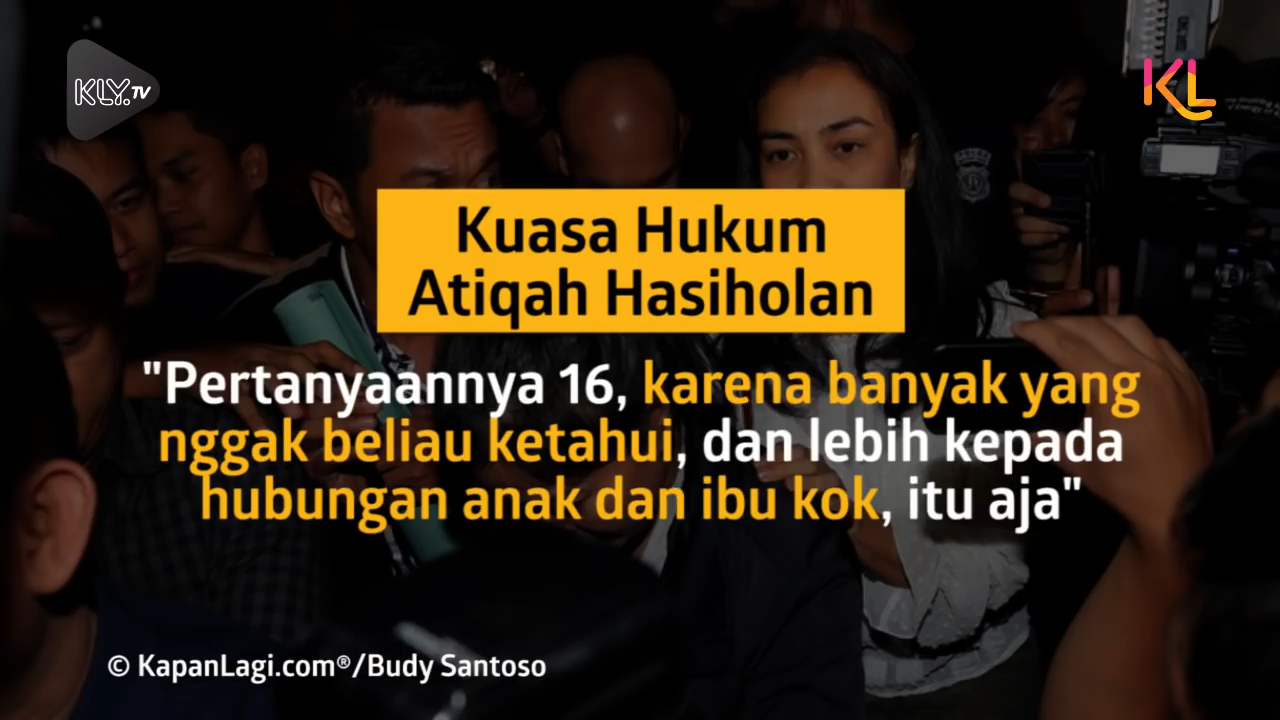 KLY.TV
KL
Kuasa Hukum
Atiqah Hasiholan
"Pertanyaannya 16, karena banyak yang
nggak beliau ketahui, dan lebih kepada
hubungan anak dan ibu kok, itu aja"
© KapanLagi.com®/Budy Santoso